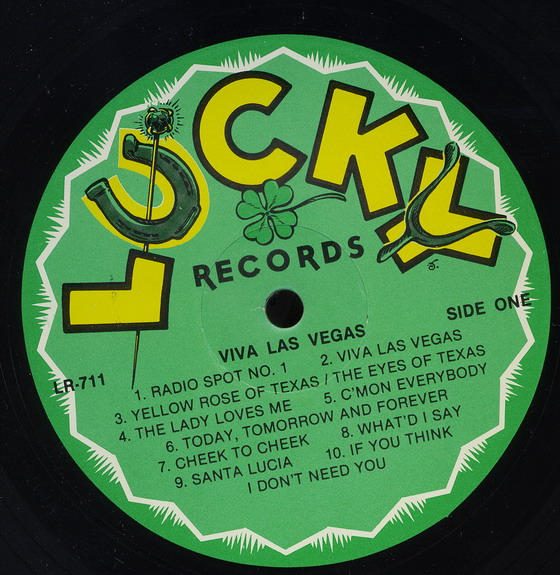 LUCKY
RECORDS
SIDE ONE
VIVA LAS VEGAS
LR-711
1. RADIO SPOT NO. 1 2. VIVA LAS VEGAS
3. YELLOW ROSE OF TEXAS / THE EYES OF TEXAS
4. THE LADY LOVES ME 5. C'MON EVERYBODY
6. TODAY, TOMORROW AND FOREVER
7. CHEEK TO CHEEK 8. WHAT'D I SAY
9. SANTA LUCIA 10. IF YOU THINK
I DON'T NEED YOU